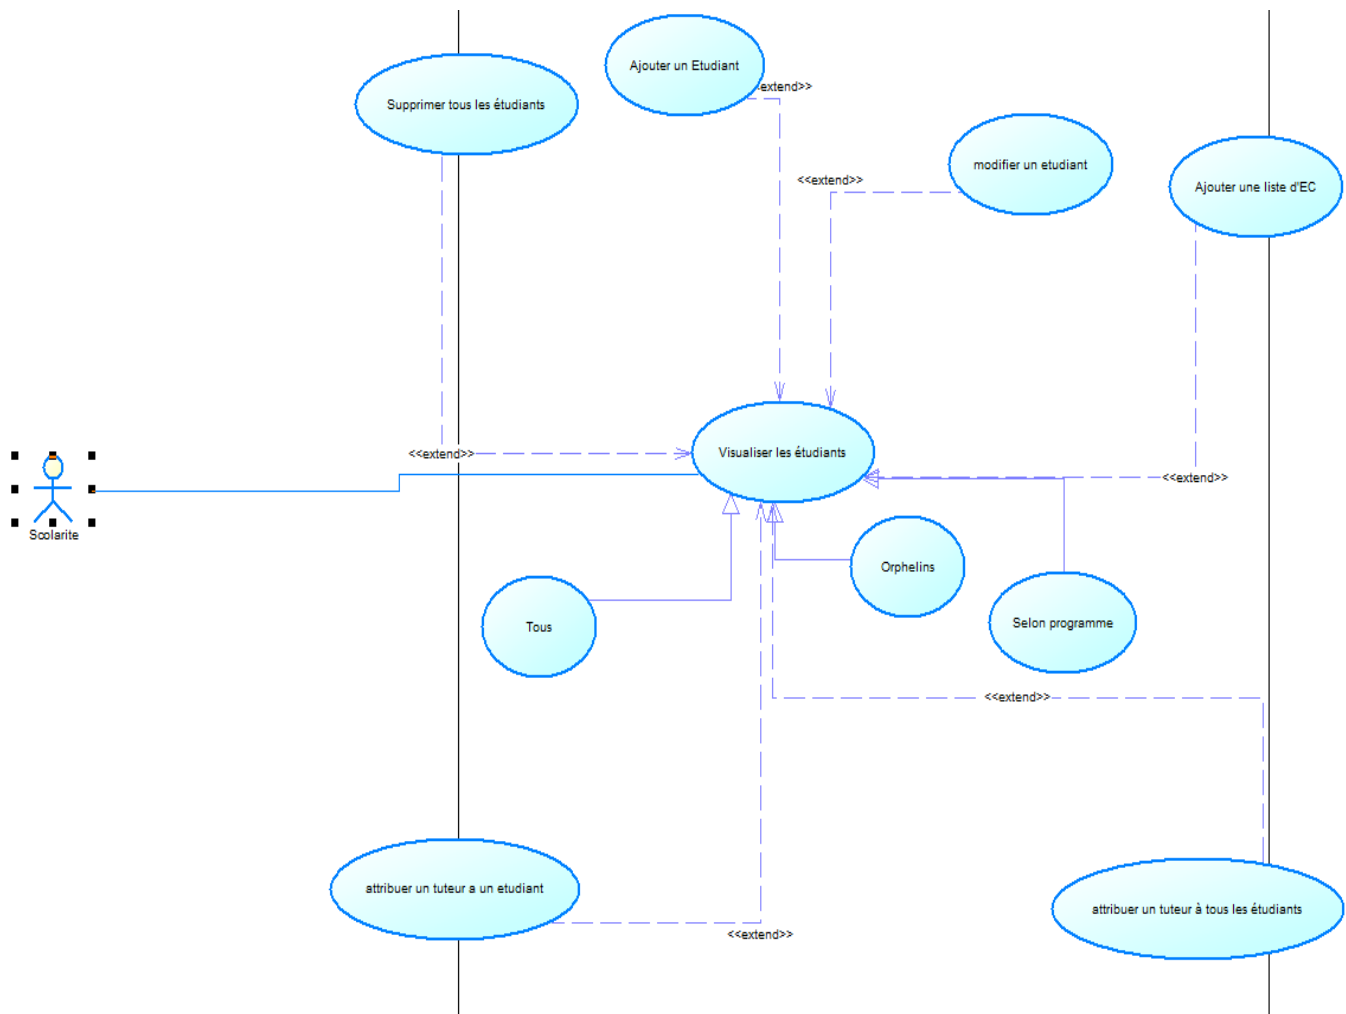 Ajouter un Etudiant
extend>>
Supprimer tous les étudiants
modifier un etudiant
<<extend>>
Ajouter une liste d'EC
Visualiser les étudiants
<<extend>>
<<extend>>
Scolarite
Orphelins
Tous
Selon programme
<<extend>>
attribuer un tuteur a un etudiant
attribuer un tuteur à tous les étudiants
<<extend>>